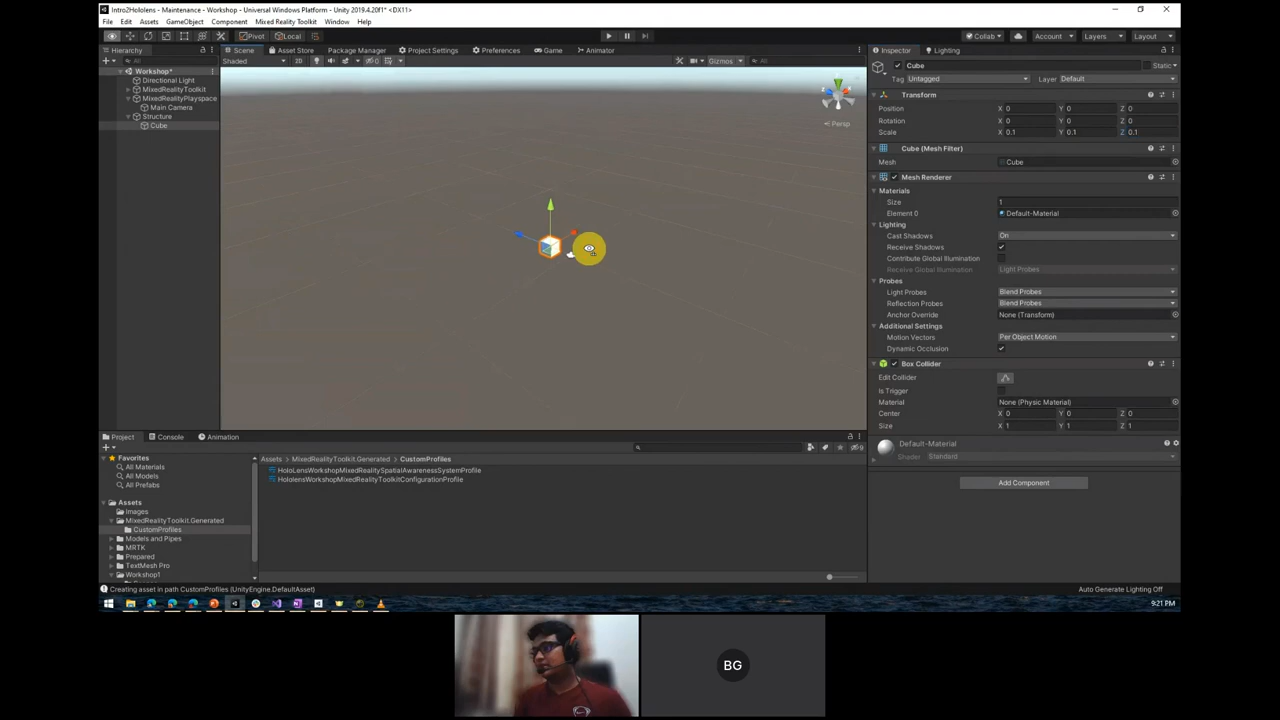 Intro2Hololens - Maintenance - Workshop - Universal Windows Platform - Unity 2019.4.20f1* <DX11>
File Edit Assets GameObject Component Mixed Reality Toolkit Window Help
Pivot Local Collab Account Layers Layout
Hierarchy
All
Workshop*
Directional Light
MixedRealityToolkit
MixedRealityPlayspace
Main Camera
Structure
Cube
Scene Asset Store Package Manager Project Settings Preferences Game Animator
Shaded 2D 0 Gizmos All
Persp
Inspector Lighting
Cube Static
Tag Untagged Layer Default
Transform
Position X 0 Y 0 Z 0
Rotation X 0 Y 0 Z 0
Scale X 0.1 Y 0.1 Z 0.1
Cube (Mesh Filter)
Mesh Cube
Mesh Renderer
Materials
Size 1
Element 0 Default-Material
Lighting
Cast Shadows On
Receive Shadows
Contribute Global Illumination
Receive Global Illumination Light Probes
Probes
Light Probes Blend Probes
Reflection Probes Blend Probes
Anchor Override None (Transform)
Additional Settings
Motion Vectors Per Object Motion
Dynamic Occlusion
Box Collider
Edit Collider
Is Trigger
Material None (Physic Material)
Center X 0 Y 0 Z 0
Size X 1 Y 1 Z 1
Default-Material
Shader Standard
Add Component
Project Console Animation
9
Favorites
All Materials
All Models
All Prefabs
Assets
Images
MixedRealityToolkit.Generated
CustomProfiles
Models and Pipes
MRTK
Prepared
TextMesh Pro
Workshop1
Assets MixedRealityToolkit.Generated CustomProfiles
HoloLensWorkshopMixedRealitySpatialAwarenessSystemProfile
HololensWorkshopMixedRealityToolkitConfigurationProfile
Creating asset in path CustomProfiles (UnityEngine.DefaultAsset) Auto Generate Lighting Off
9:21 PM
BG